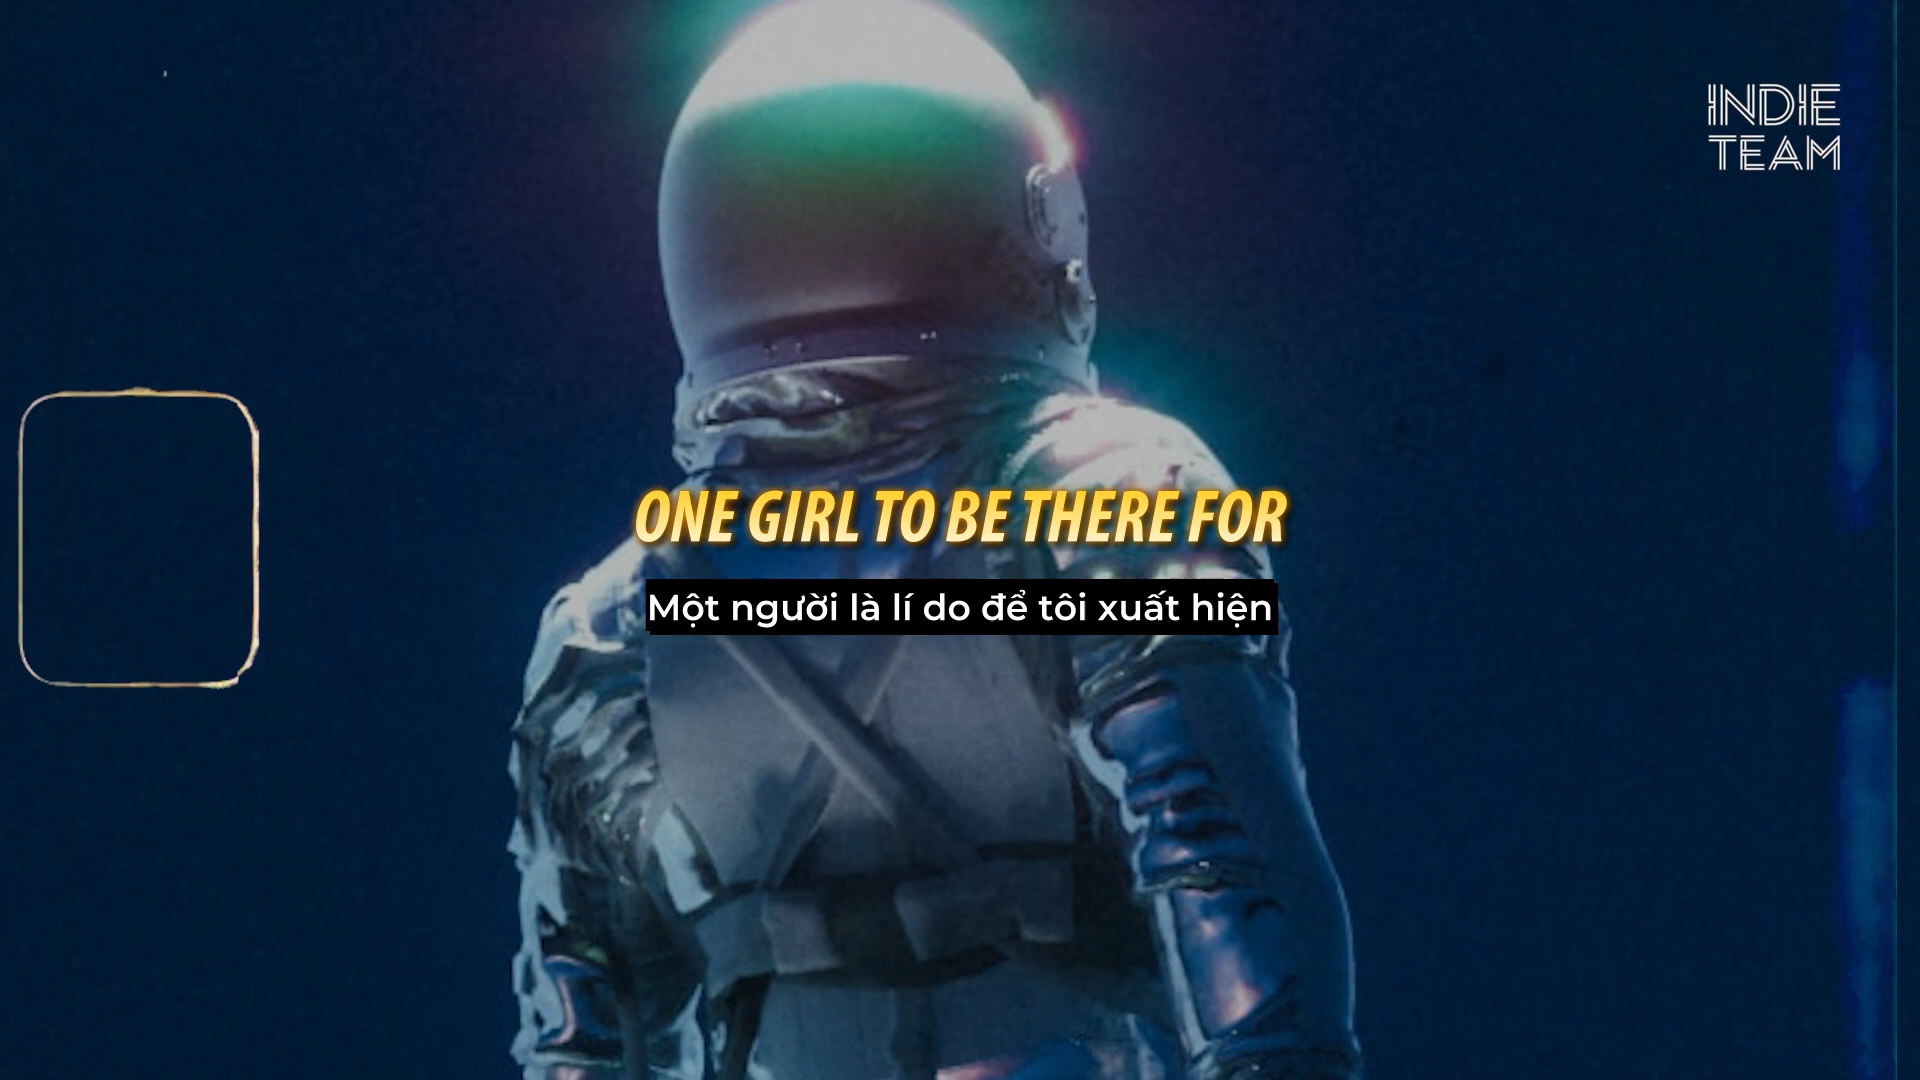 INDIE
TEAM
ONE GIRL TO BE THERE FOR
Một người là lí do để tôi xuất hiện